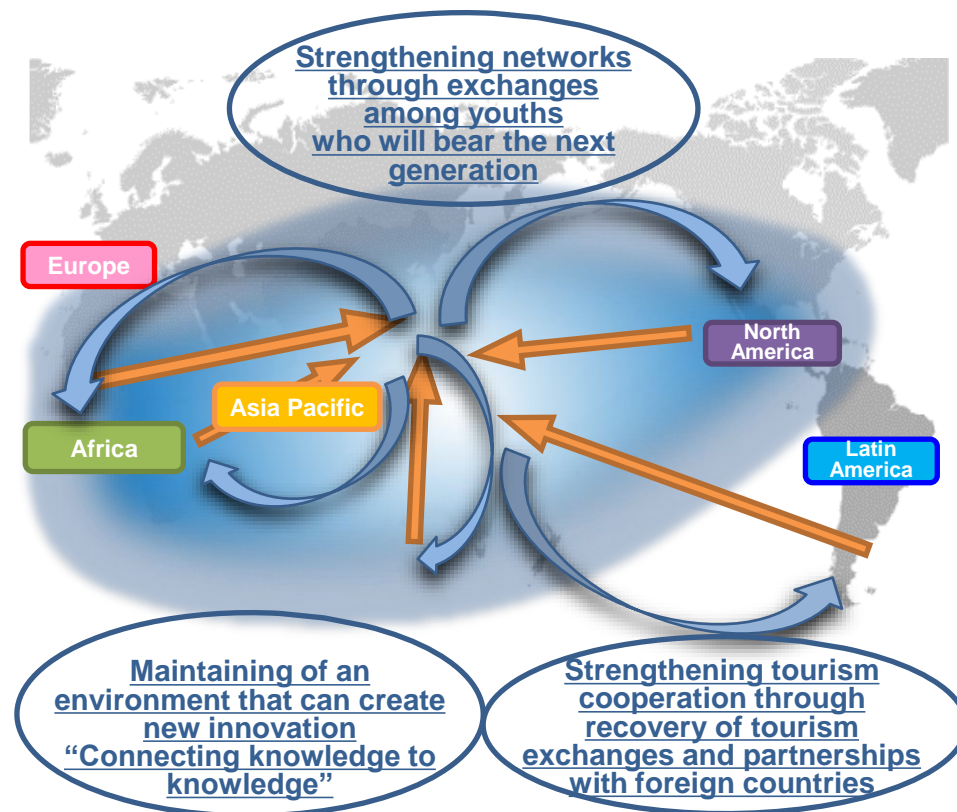 Strengthening networks
through exchanges
among youths
who will bear the next
generation
Europe
North
America
Asia Pacific
Africa
Latin
America
Maintaining of an
environment that can create
new innovation
“Connecting knowledge to
knowledge”
Strengthening tourism
cooperation through
recovery of tourism
exchanges and partnerships
with foreign countries